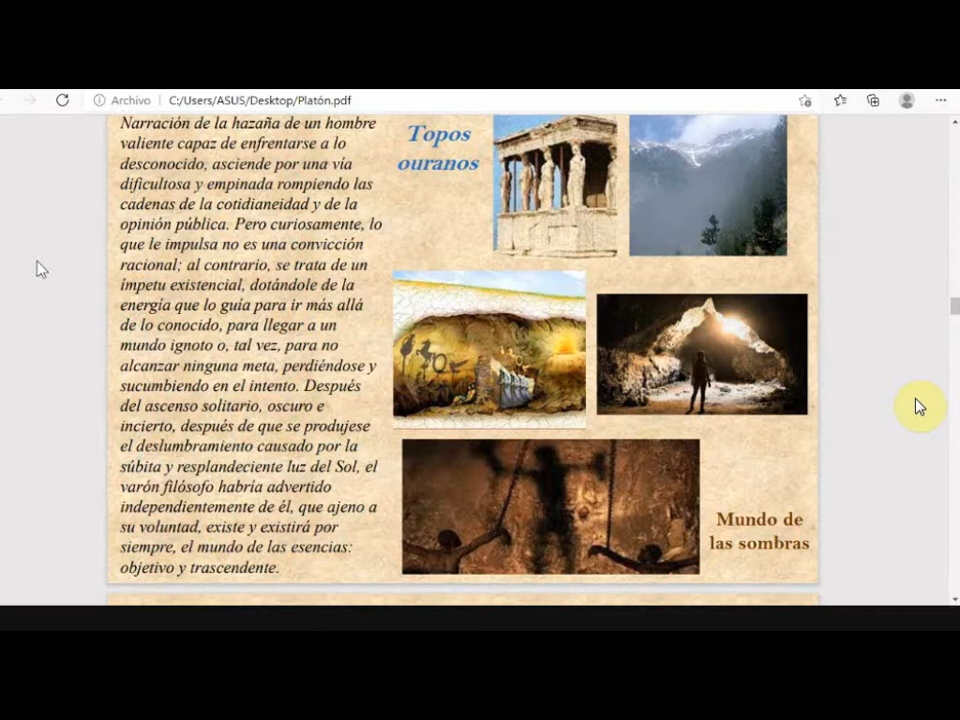 Archivo
C:/Users/ASUS/Desktop/Platón.pdf
Narración de la hazaña de un hombre
valiente capaz de enfrentarse a lo
desconocido, asciende por una vía
dificultosa y empinada rompiendo las
cadenas de la cotidianeidad y de la
opinión pública. Pero curiosamente, lo
que le impulsa no es una convicción
racional; al contrario, se trata de un
ímpetu existencial, dotándole de la
energía que lo guía para ir más allá
de lo conocido, para llegar a un
mundo ignoto o, tal vez, para no
alcanzar ninguna meta, perdiéndose y
sucumbiendo en el intento. Después
del ascenso solitario, oscuro e
incierto, después de que se produjese
el deslumbramiento causado por la
súbita y resplandeciente luz del Sol, el
varón filósofo habría advertido
independientemente de él, que ajeno a
su voluntad, existe y existirá por
siempre, el mundo de las esencias:
objetivo y trascendente.
Topos
ouranos
Mundo de
las sombras